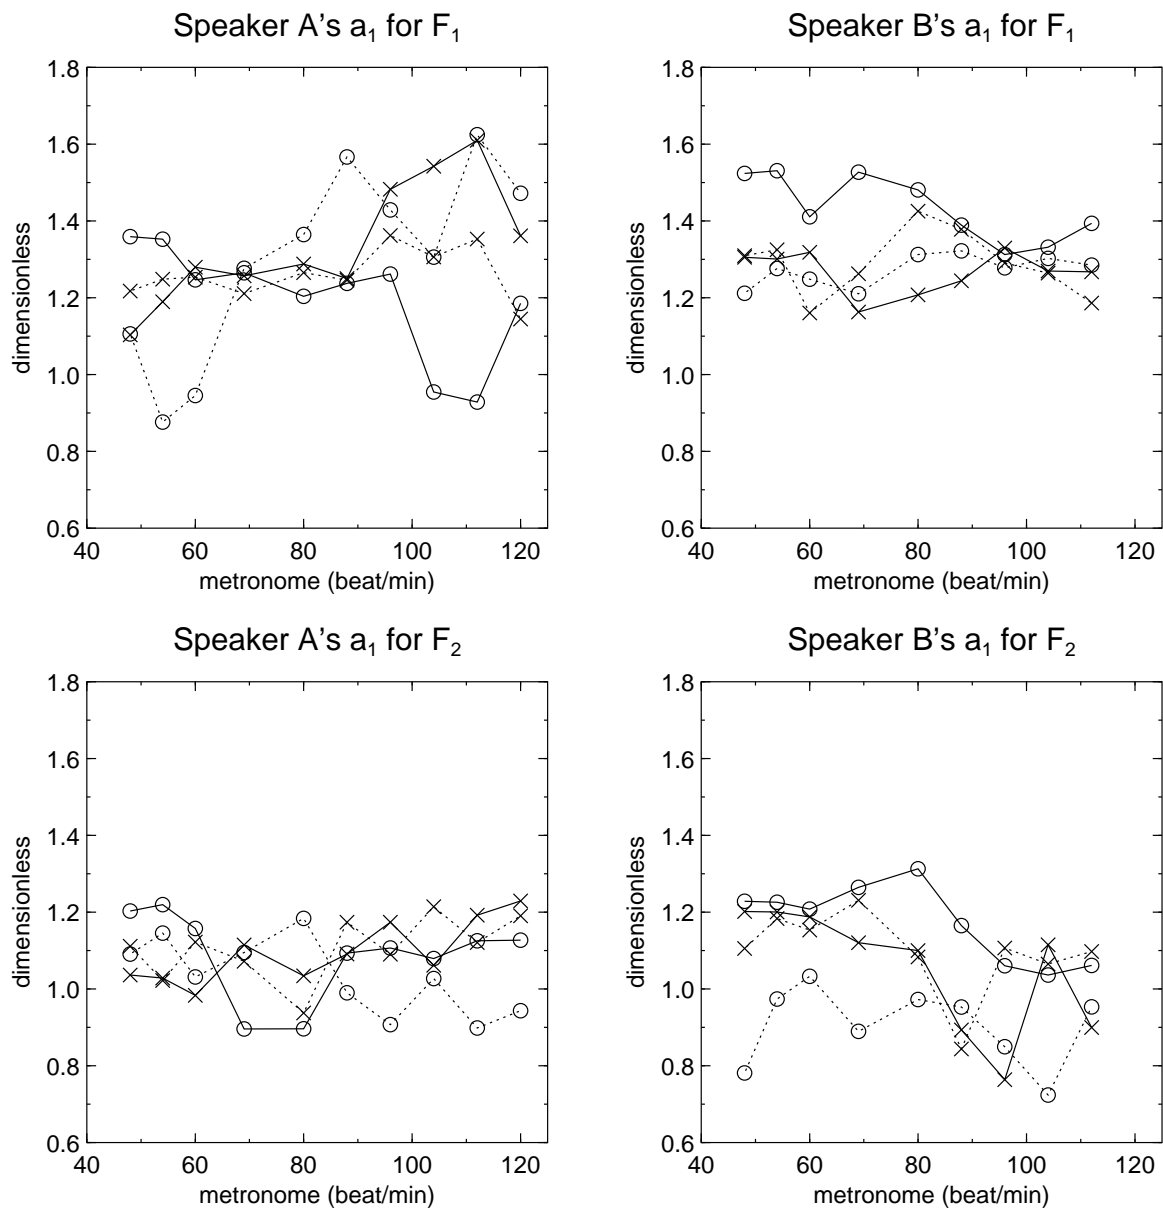 Speaker A’s a₁ for F₁
1.8
1.6
1.4
1.2
1.0
0.8
0.6
dimensionless
40 60 80 100 120
metronome (beat/min)
Speaker B’s a₁ for F₁
1.8
1.6
1.4
1.2
1.0
0.8
0.6
dimensionless
40 60 80 100 120
metronome (beat/min)
Speaker A’s a₁ for F₂
1.8
1.6
1.4
1.2
1.0
0.8
0.6
dimensionless
40 60 80 100 120
metronome (beat/min)
Speaker B’s a₁ for F₂
1.8
1.6
1.4
1.2
1.0
0.8
0.6
dimensionless
40 60 80 100 120
metronome (beat/min)